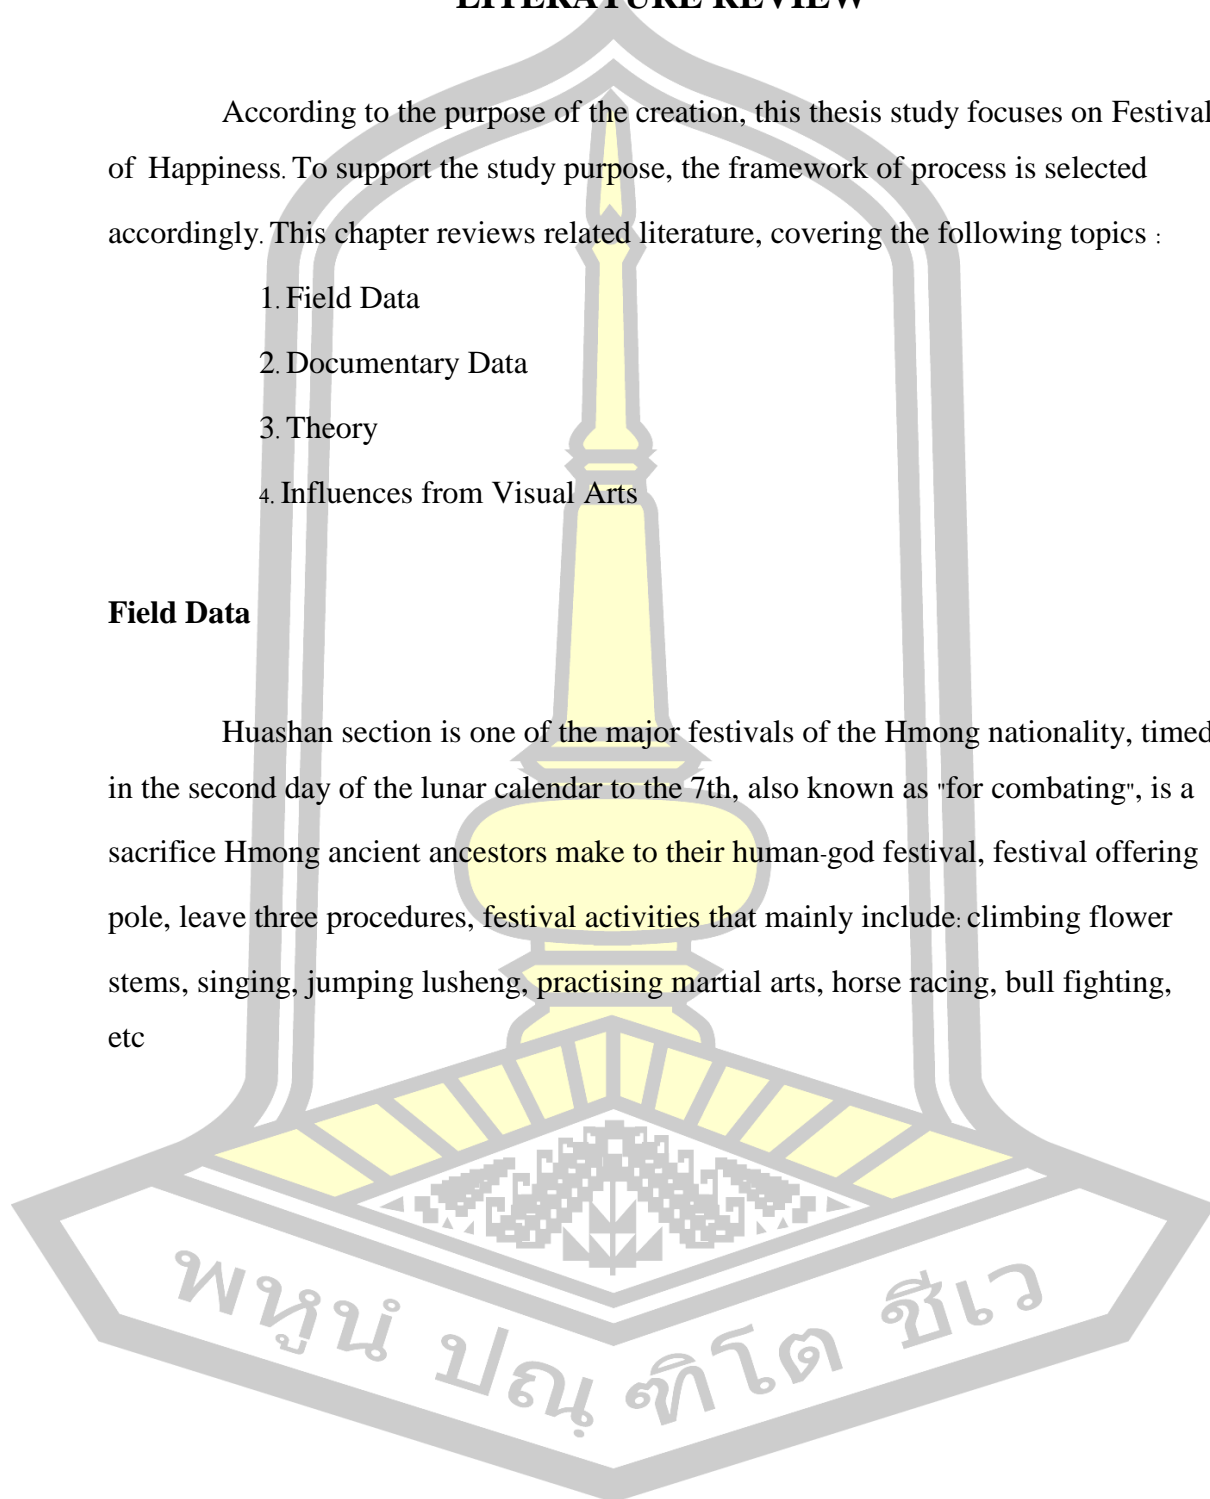 LITERATURE REVIEW
According to the purpose of the creation, this thesis study focuses on Festival
of Happiness. To support the study purpose, the framework of process is selected
accordingly. This chapter reviews related literature, covering the following topics :
1. Field Data
2. Documentary Data
3. Theory
4. Influences from Visual Arts
Field Data
Huashan section is one of the major festivals of the Hmong nationality, timed
in the second day of the lunar calendar to the 7th, also known as "for combating", is a
sacrifice Hmong ancient ancestors make to their human-god festival, festival offering
pole, leave three procedures, festival activities that mainly include: climbing flower
stems, singing, jumping lusheng, practising martial arts, horse racing, bull fighting,
etc
พหูนํ ปณฺฑิโต ชีเว